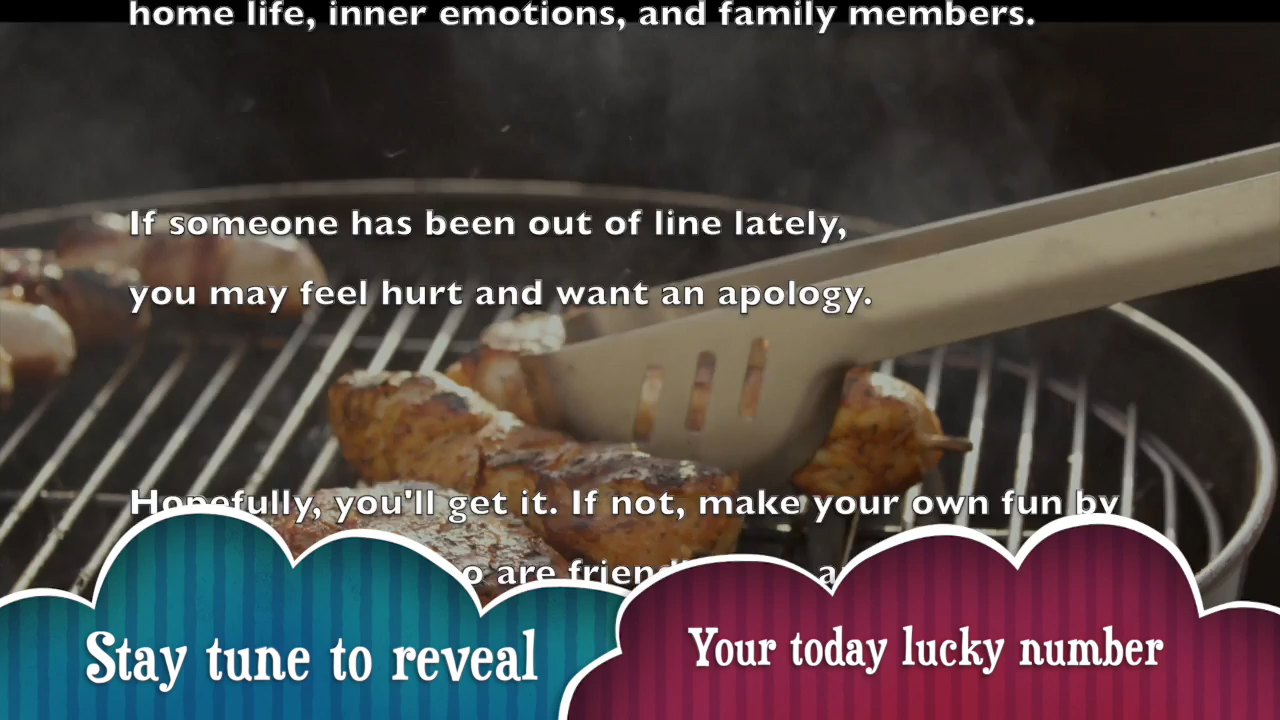 home life, inner emotions, and family members.
If someone has been out of line lately,
you may feel hurt and want an apology.
Hopefully, you'll get it. If not, make your own fun by
are
Stay tune to reveal
Your today lucky number